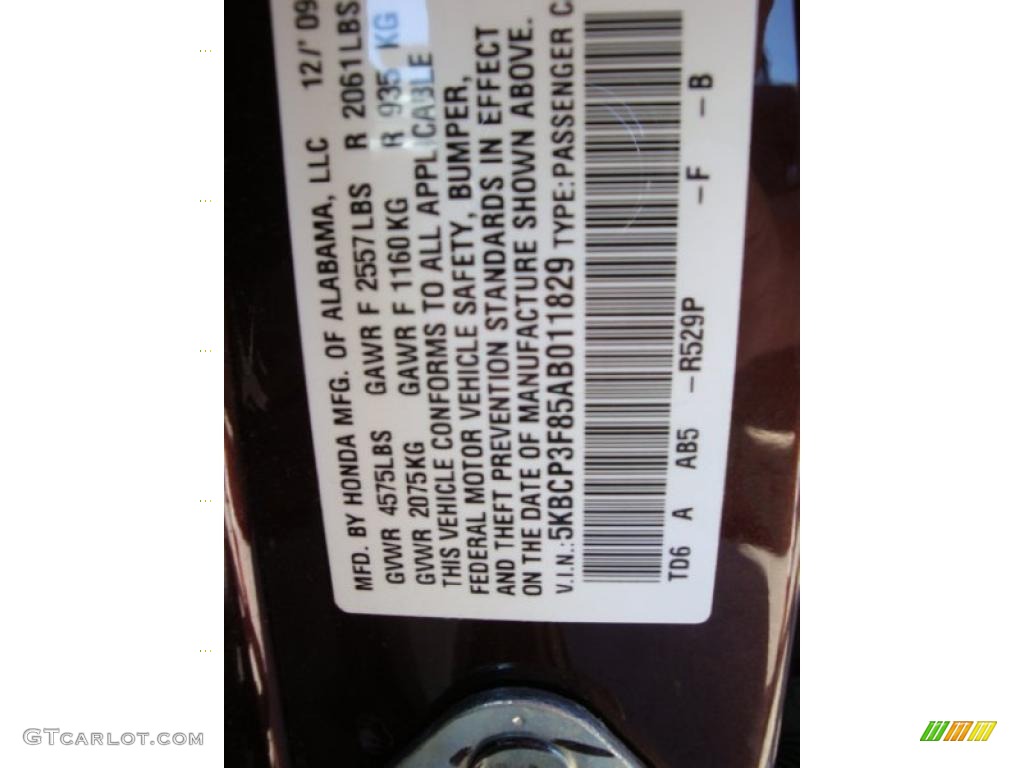 MFD. BY HONDA MFG. OF ALABAMA, LLC 12/' 09
GVWR 4575LBS GAWR F 2557LBS R 2061LBS
GVWR 2075KG GAWR F 1160KG R 935 KG
THIS VEHICLE CONFORMS TO ALL APPLICABLE
FEDERAL MOTOR VEHICLE SAFETY, BUMPER,
AND THEFT PREVENTION STANDARDS IN EFFECT
ON THE DATE OF MANUFACTURE SHOWN ABOVE.
V.I.N.:5KBCP3F85AB011829 TYPE:PASSENGER C
TD6 A AB5 -R529P -F -B
GTCARLOT.COM